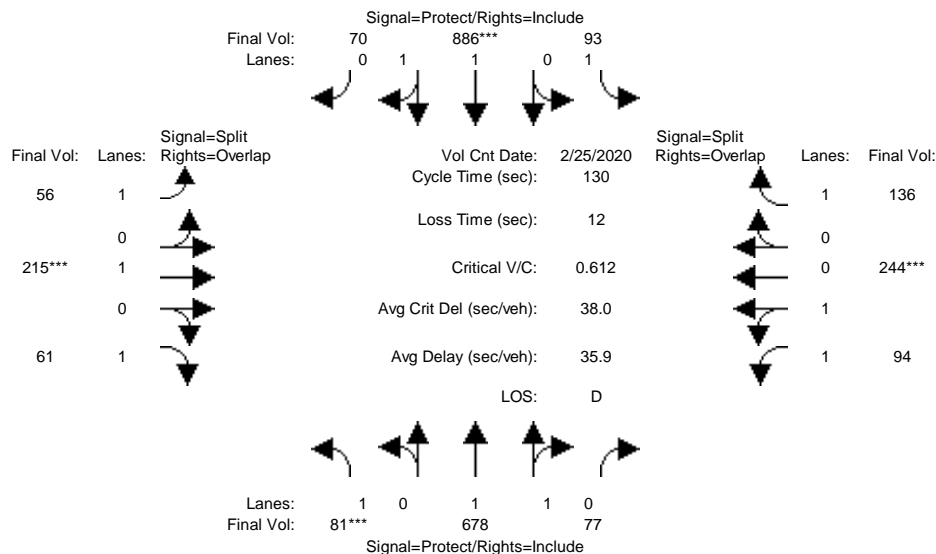 Signal=Protect/Rights=Include
Final Vol: 70 886*** 93
Lanes: 0 1 1 0 1
Signal=Split
Signal=Split
Final Vol: Lanes: Rights=Overlap Vol Cnt Date: 2/25/2020 Rights=Overlap Lanes: Final Vol:
Cycle Time (sec): 130
56 1 1 136
Loss Time (sec): 12
0 0
215*** 1 Critical V/C: 0.612 0 244***
0 Avg Crit Del (sec/veh): 38.0 1
61 1 Avg Delay (sec/veh): 35.9 1 94
LOS: D
Lanes: 1 0 1 1 0
Final Vol: 81*** 678 77
Signal=Protect/Rights=Include